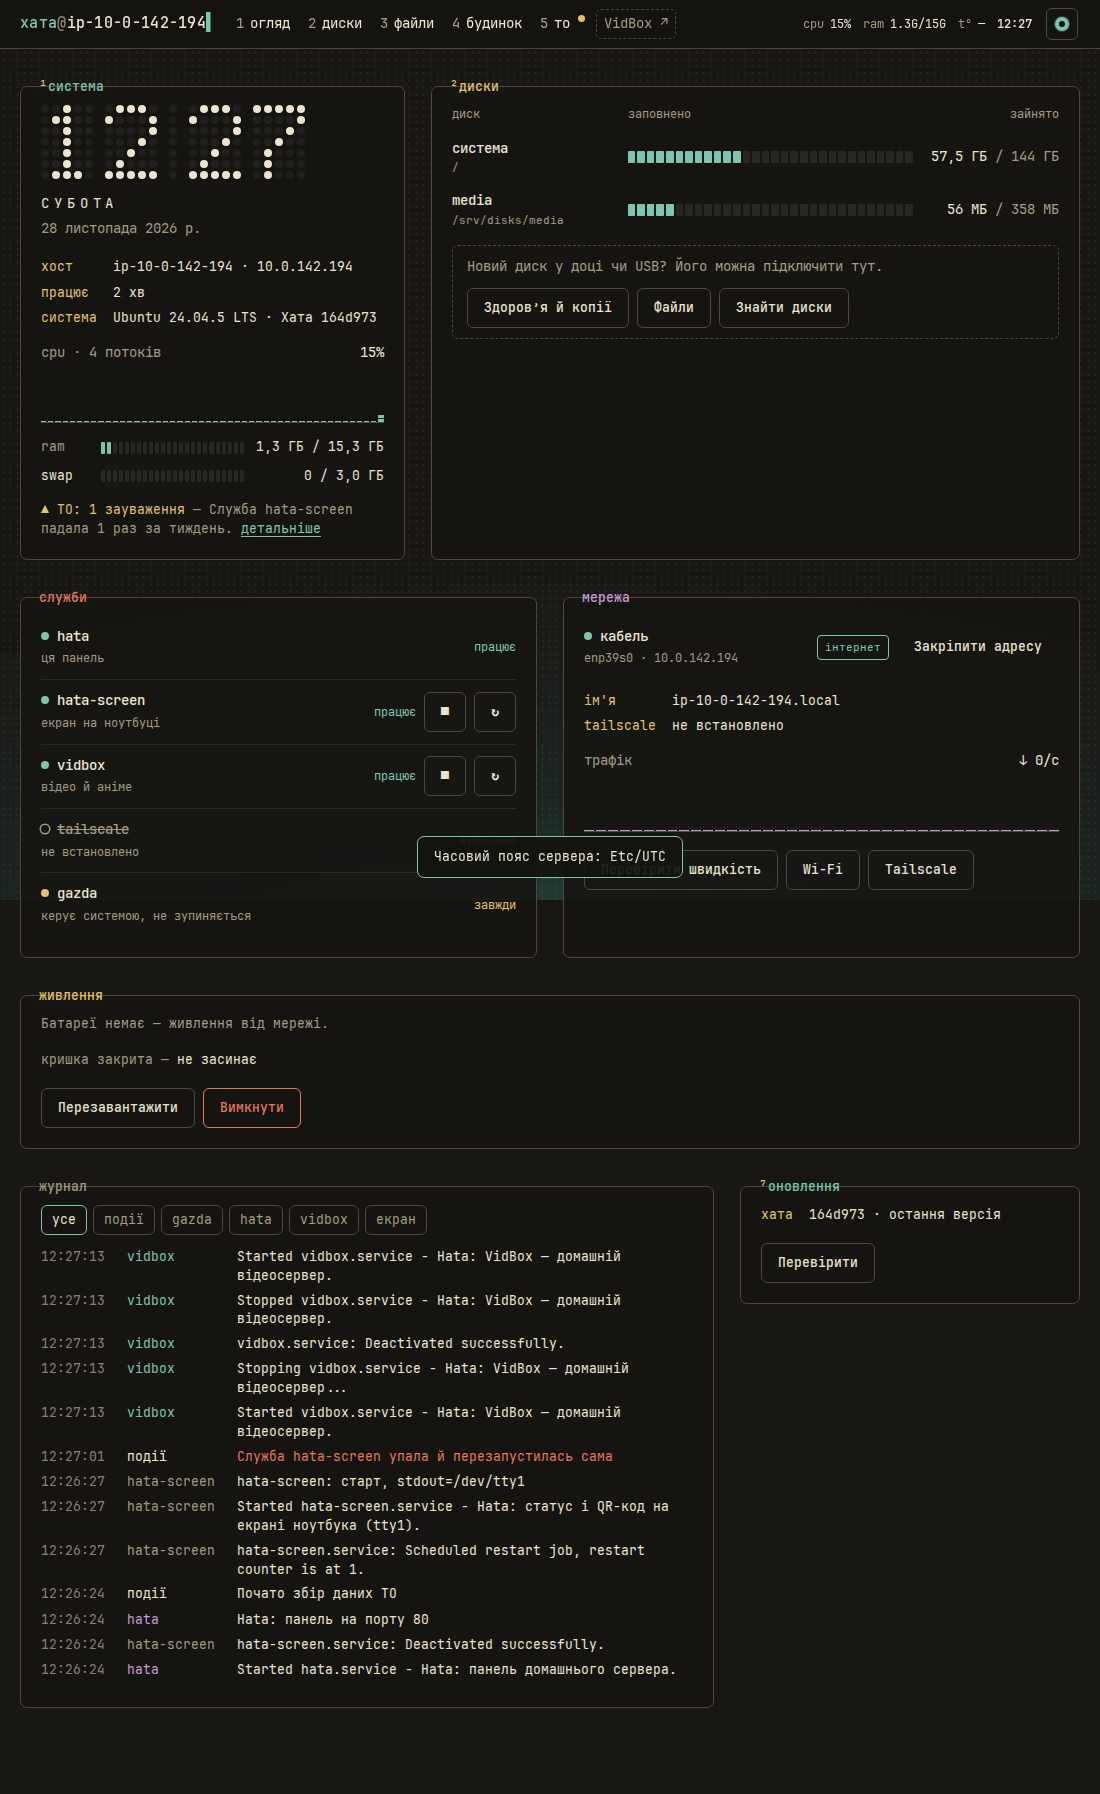 хата@ip-10-0-142-194 1 огляд 2 диски 3 файли 4 будинок 5 то VidBox ↗ cpu 15% ram 1.3G/15G t° — 12:27
1 система
12 27
СУБОТА
28 листопада 2026 р.
хост ip-10-0-142-194 · 10.0.142.194
працює 2 хв
система Ubuntu 24.04.5 LTS · Хата 164d973
cpu · 4 потоків 15%
ram 1,3 ГБ / 15,3 ГБ
swap 0 / 3,0 ГБ
▲ ТО: 1 зауваження — Служба hata-screen
падала 1 раз за тиждень. детальніше
2 диски
диск заповнено зайнято
система
/
57,5 ГБ / 144 ГБ
media
/srv/disks/media
56 МБ / 358 МБ
Новий диск у доці чи USB? Його можна підключити тут.
Здоров’я й копії Файли Знайти диски
служби
hata
ця панель
працює
hata-screen
екран на ноутбуці
працює ■ ↻
vidbox
відео й аніме
працює ■ ↻
tailscale
не встановлено
gazda
керує системою, не зупиняється
завжди
мережа
кабель
enp39s0 · 10.0.142.194
інтернет Закріпити адресу
ім'я ip-10-0-142-194.local
tailscale не встановлено
трафік ↓ 0/с
Часовий пояс сервера: Etc/UTC
Перевірити швидкість Wi-Fi Tailscale
живлення
Батареї немає — живлення від мережі.
кришка закрита — не засинає
Перезавантажити Вимкнути
журнал
усе події gazda hata vidbox екран
12:27:13 vidbox Started vidbox.service - Hata: VidBox — домашній
відеосервер.
12:27:13 vidbox Stopped vidbox.service - Hata: VidBox — домашній
відеосервер.
12:27:13 vidbox vidbox.service: Deactivated successfully.
12:27:13 vidbox Stopping vidbox.service - Hata: VidBox — домашній
відеосервер...
12:27:13 vidbox Started vidbox.service - Hata: VidBox — домашній
відеосервер.
12:27:01 події Служба hata-screen упала й перезапустилась сама
12:26:27 hata-screen hata-screen: старт, stdout=/dev/tty1
12:26:27 hata-screen Started hata-screen.service - Hata: статус і QR-код на
екрані ноутбука (tty1).
12:26:27 hata-screen hata-screen.service: Scheduled restart job, restart
counter is at 1.
12:26:24 події Почато збір даних ТО
12:26:24 hata Hata: панель на порту 80
12:26:24 hata-screen hata-screen.service: Deactivated successfully.
12:26:24 hata Started hata.service - Hata: панель домашнього сервера.
7 оновлення
хата 164d973 · остання версія
Перевірити